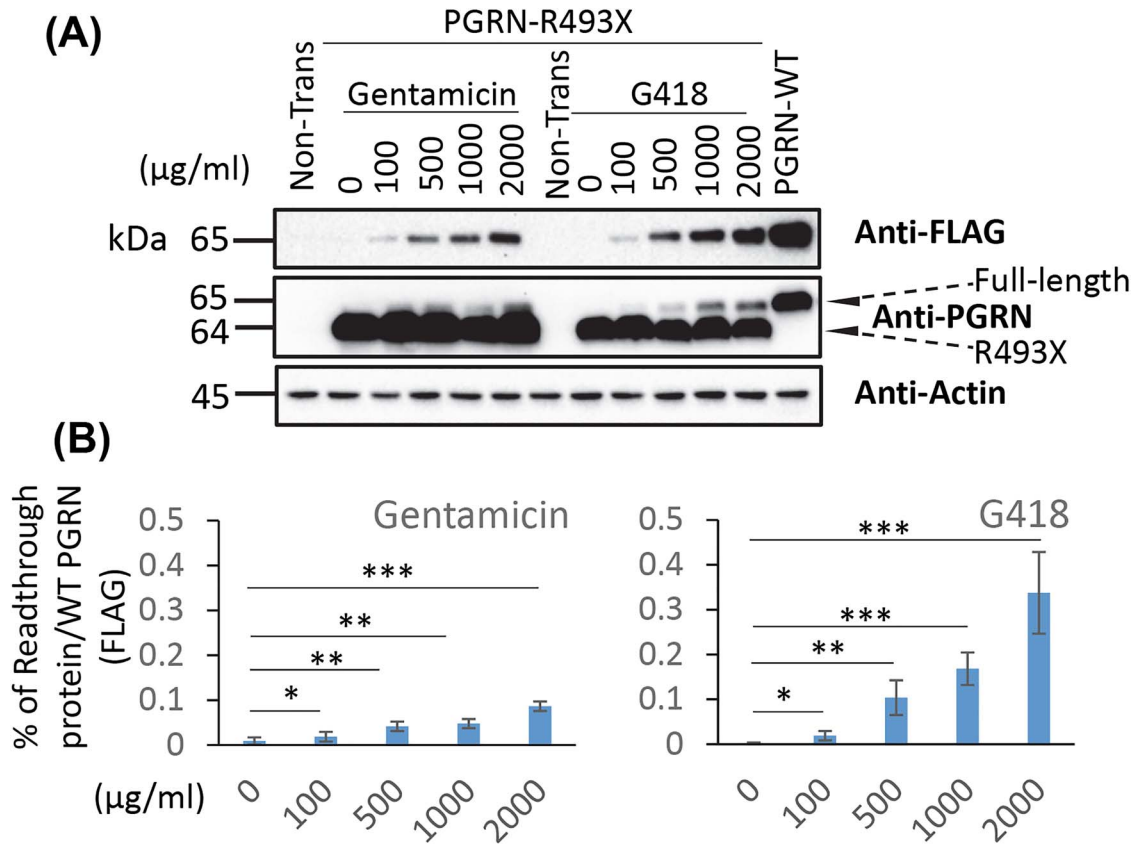 (A)
PGRN-R493X
Gentamicin
G418
Non-Trans
0
100
500
1000
2000
Non-Trans
0
100
500
1000
2000
PGRN-WT
(µg/ml)
kDa 65
Anti-FLAG
65
Full-length
Anti-PGRN
64
R493X
45
Anti-Actin
(B)
% of Readthrough
protein/WT PGRN
(FLAG)
Gentamicin
0.5
0.4
0.3
0.2
0.1
0
***
**
**
*
(µg/ml)
0
100
500
1000
2000
G418
0.5
0.4
0.3
0.2
0.1
0
***
***
**
*
0
100
500
1000
2000